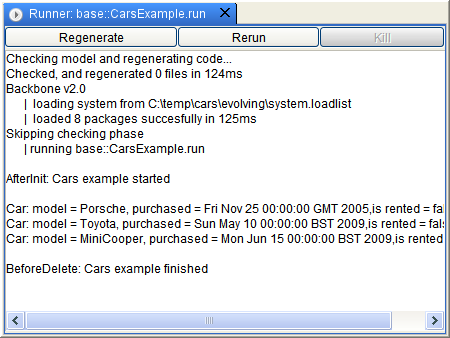 Runner: base::CarsExample.run
Regenerate Rerun Kill
Checking model and regenerating code...
Checked, and regenerated 0 files in 124ms
Backbone v2.0
| loading system from C:\temp\cars\evolving\system.loadlist
| loaded 8 packages succesfully in 125ms
Skipping checking phase
| running base::CarsExample.run
AfterInit: Cars example started
Car: model = Porsche, purchased = Fri Nov 25 00:00:00 GMT 2005,is rented = fal
Car: model = Toyota, purchased = Sun May 10 00:00:00 BST 2009,is rented = fals
Car: model = MiniCooper, purchased = Mon Jun 15 00:00:00 BST 2009,is rented
BeforeDelete: Cars example finished